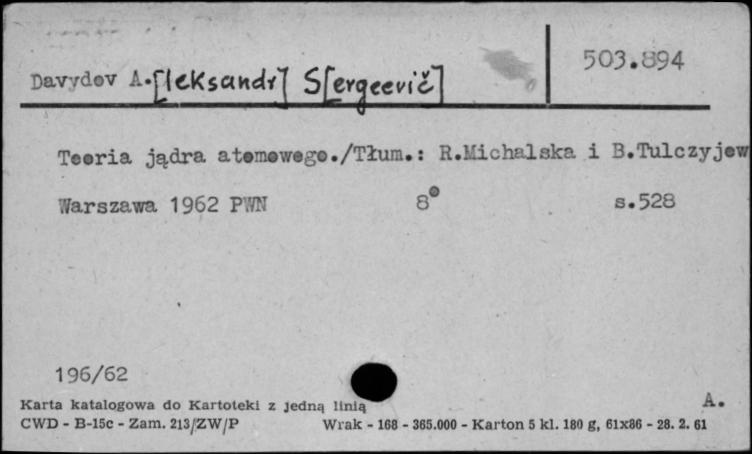 503.894
Davydov A.[leksandr] S[ergeevič]
Teoria jądra atomowego./Tłum.: R.Michalska i B.Tulczyjew
Warszawa 1962 PWN 8° s.528
196/62
A.
Karta katalogowa do Kartoteki z jedną linią
CWD - B-15c - Zam. 213/ZW/P Wrak - 168 - 365.000 - Karton 5 kl. 180 g, 61x86 - 28. 2. 61